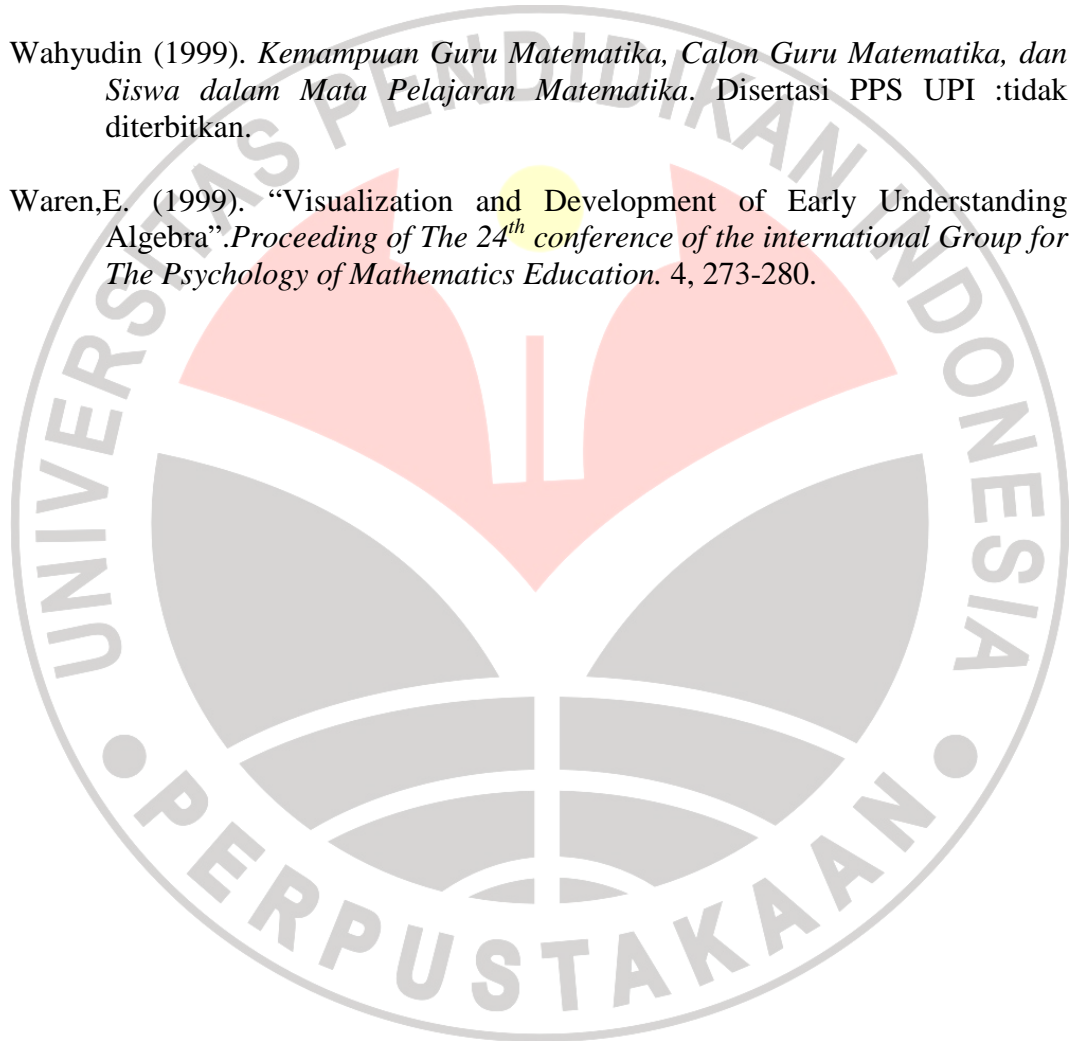 Wahyudin (1999). Kemampuan Guru Matematika, Calon Guru Matematika, dan
Siswa dalam Mata Pelajaran Matematika. Disertasi PPS UPI :tidak
diterbitkan.
Waren,E. (1999). “Visualization and Development of Early Understanding
Algebra”.Proceeding of The 24th conference of the international Group for
The Psychology of Mathematics Education. 4, 273-280.
UNIVERSITAS PENDIDIKAN INDONESIA
PERPUSTAKAAN